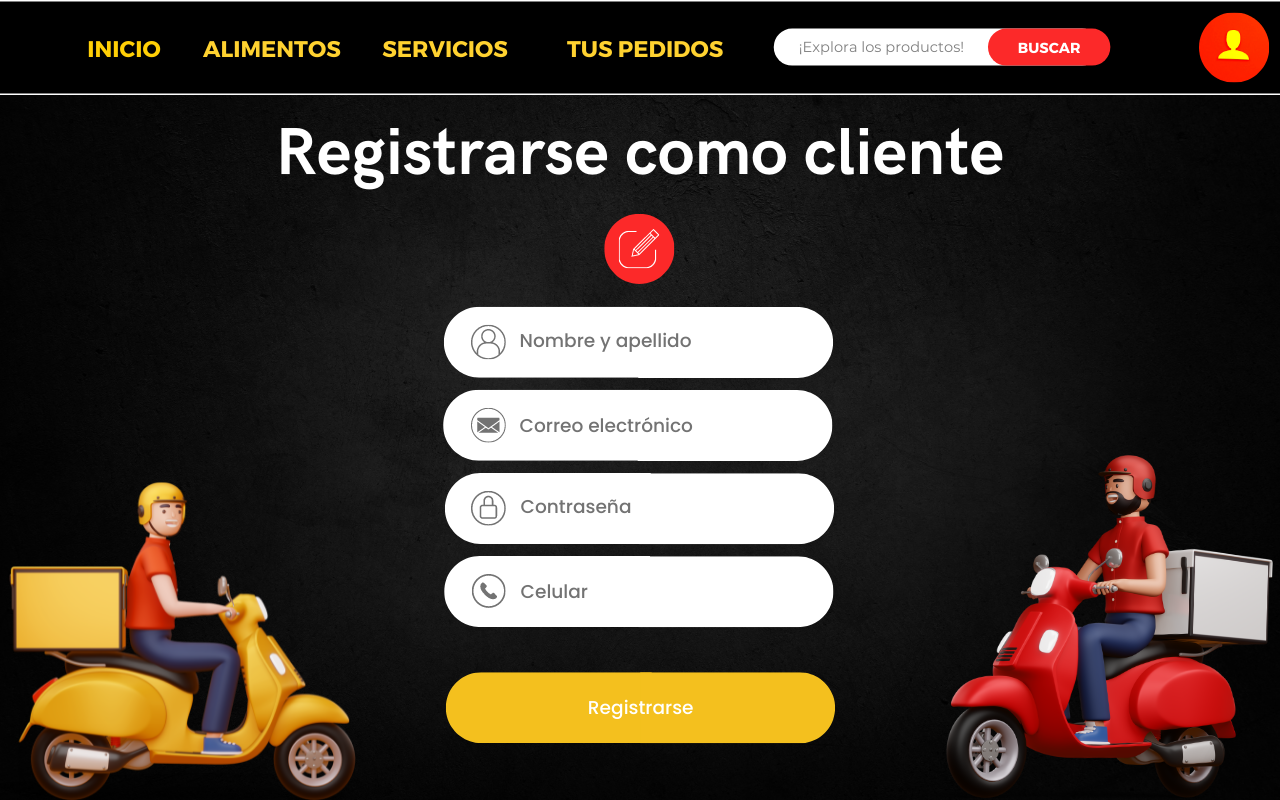 INICIO ALIMENTOS SERVICIOS TUS PEDIDOS ¡Explora los productos! BUSCAR
Registrarse como cliente
Nombre y apellido
Correo electrónico
Contraseña
Celular
Registrarse